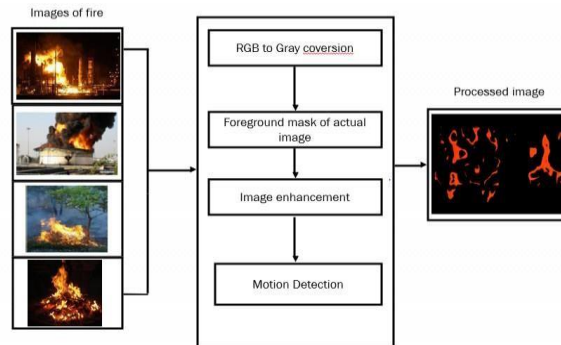 Images of fire
RGB to Gray coversion
Foreground mask of actual
image
Image enhancement
Motion Detection
Processed image